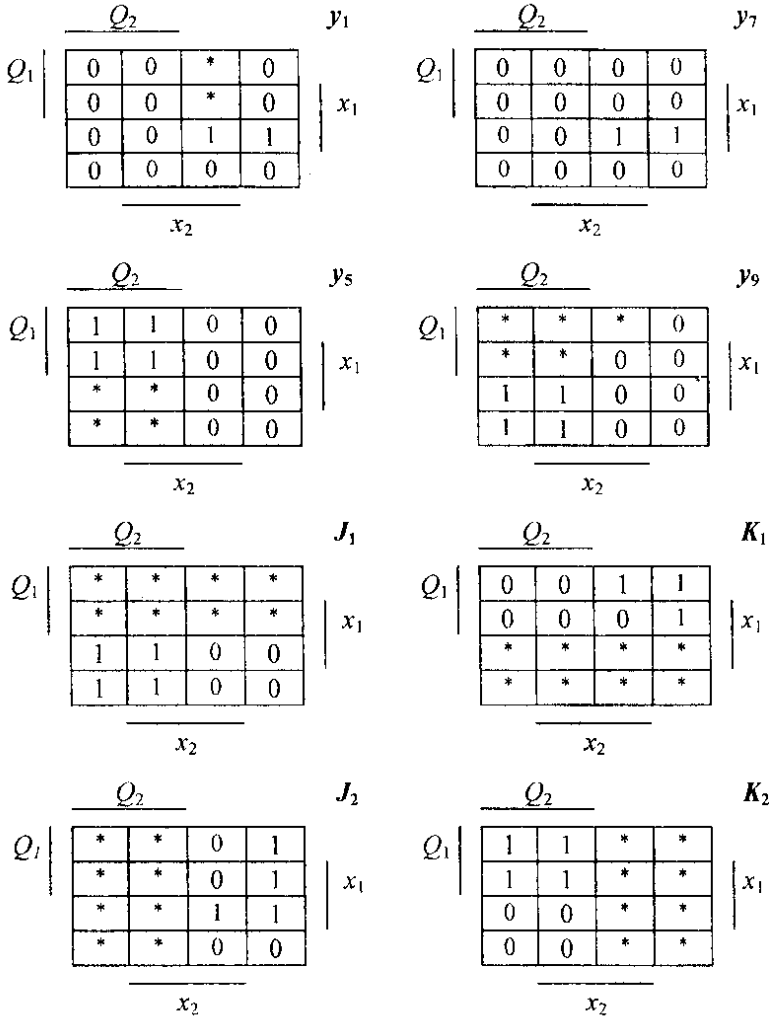 Q₂ y₁ Q₂ y₇
Q₁ 0 0 * 0 Q₁ 0 0 0 0
0 0 * 0 x₁ 0 0 0 0 x₁
0 0 1 1 0 0 1 1
0 0 0 0 0 0 0 0
x₂ x₂
Q₂ y₅ Q₂ y₉
Q₁ 1 1 0 0 Q₁ * * * 0
1 1 0 0 x₁ * * 0 0 x₁
* * 0 0 1 1 0 0
* * 0 0 1 1 0 0
x₂ x₂
Q₂ J₁ Q₂ K₁
Q₁ * * * * Q₁ 0 0 1 1
* * * * x₁ 0 0 0 1 x₁
1 1 0 0 * * * *
1 1 0 0 * * * *
x₂ x₂
Q₂ J₂ Q₂ K₂
Q₁ * * 0 1 Q₁ 1 1 * *
* * 0 1 x₁ 1 1 * * x₁
* * 1 1 0 0 * *
* * 0 0 0 0 * *
x₂ x₂